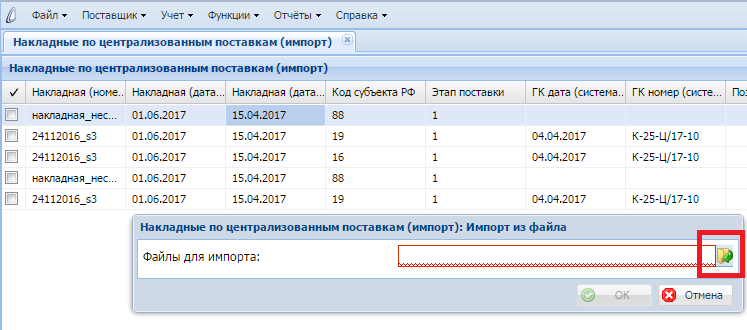 Файл Поставщик Учет Функции Отчёты Справка
Накладные по централизованным поставкам (импорт)
Накладные по централизованным поставкам (импорт)
Накладная (номе... Накладная (дата... Накладная (дата... Код субъекта РФ Этап поставки ГК дата (система... ГК номер (систе... Поз
накладная_нес... 01.06.2017 15.04.2017 88 1
24112016_s3 01.06.2017 15.04.2017 19 1 04.04.2017 К-25-Ц/17-10
24112016_s3 01.06.2017 15.04.2017 16 1 04.04.2017 К-25-Ц/17-10
накладная_нес... 01.06.2017 15.04.2017 88 1
24112016_s3 01.06.2017 15.04.2017 19 1 04.04.2017 К-25-Ц/17-10
Накладные по централизованным поставкам (импорт): Импорт из файла
Файлы для импорта:
ОК Отмена